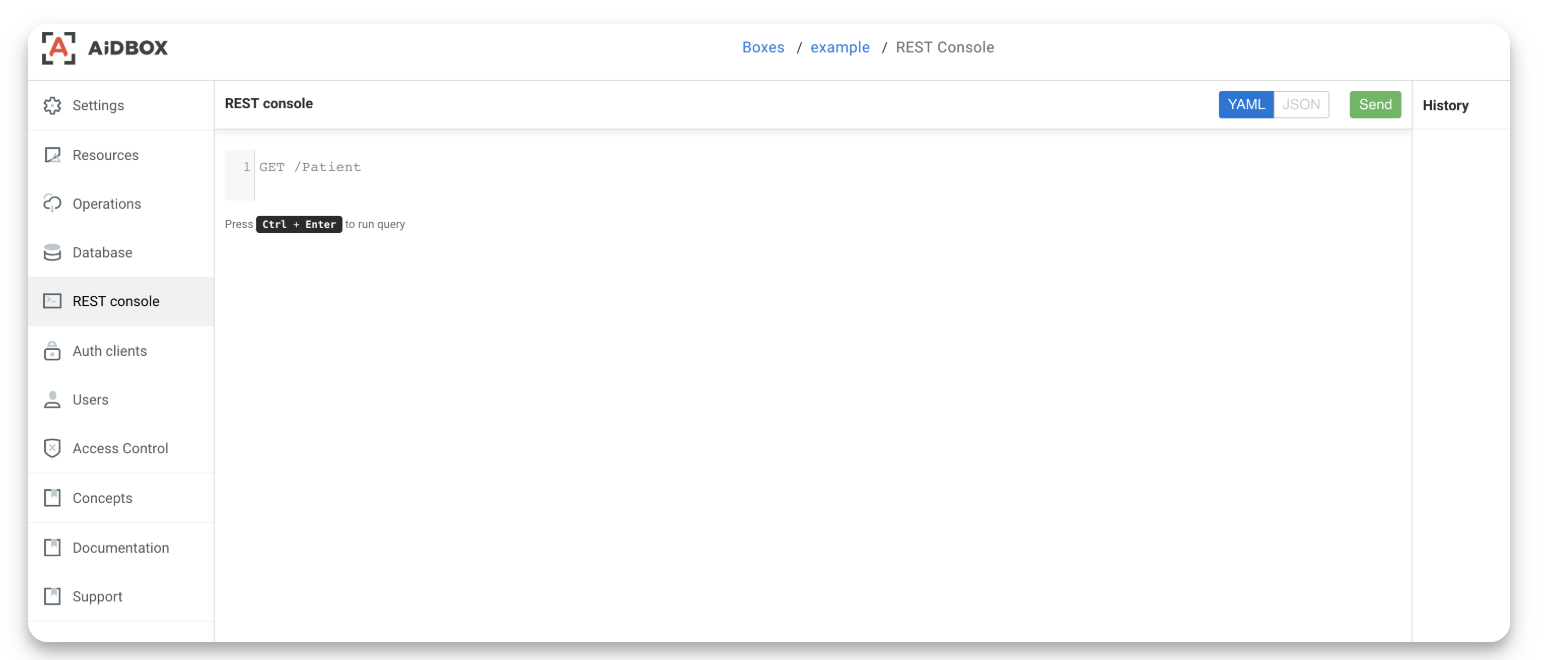 AiDBOX
Boxes / example / REST Console
Settings
Resources
Operations
Database
REST console
Auth clients
Users
Access Control
Concepts
Documentation
Support
REST console
YAML JSON Send
1 GET /Patient
Press Ctrl + Enter to run query
History